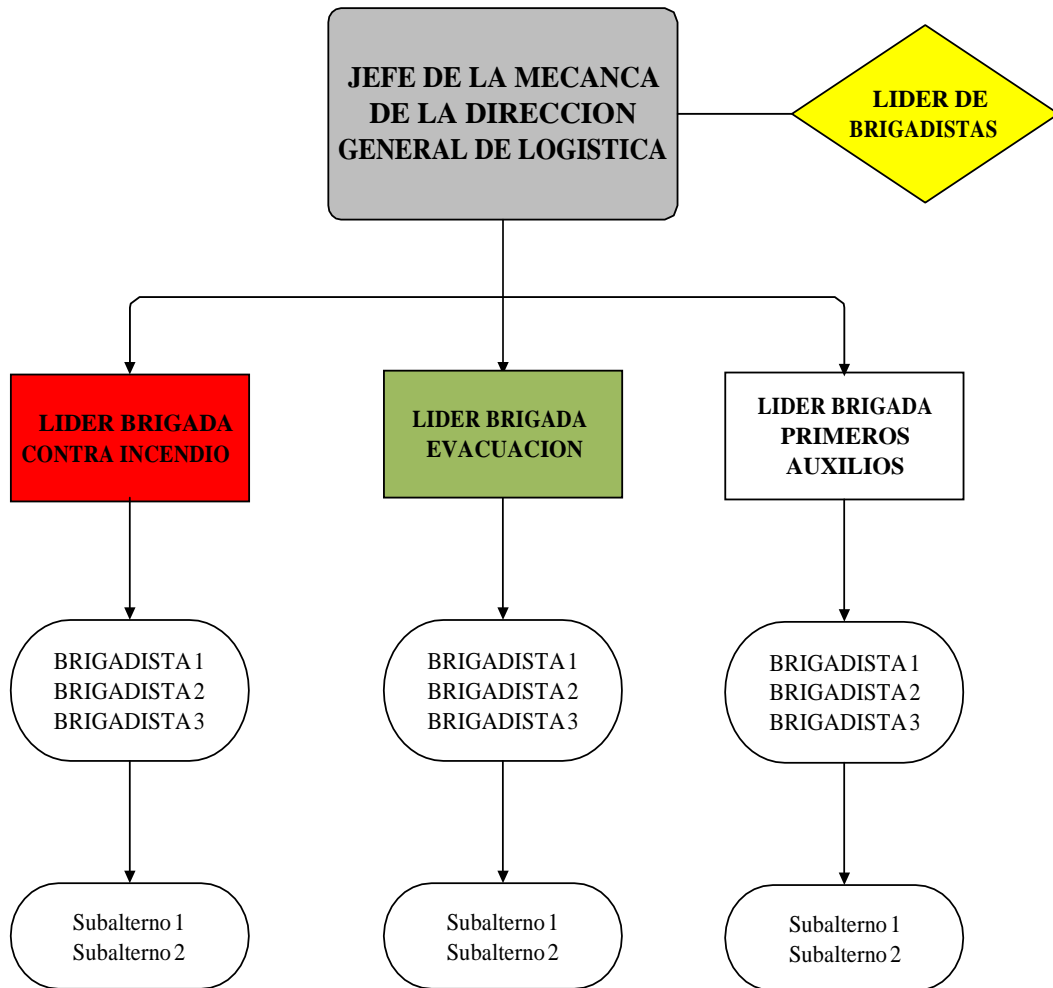 JEFE DE LA MECANCA
DE LA DIRECCION
GENERAL DE LOGISTICA
LIDER DE
BRIGADISTAS
LIDER BRIGADA
CONTRA INCENDIO
LIDER BRIGADA
EVACUACION
LIDER BRIGADA
PRIMEROS
AUXILIOS
BRIGADISTA 1
BRIGADISTA 2
BRIGADISTA 3
BRIGADISTA 1
BRIGADISTA 2
BRIGADISTA 3
BRIGADISTA 1
BRIGADISTA 2
BRIGADISTA 3
Subalterno 1
Subalterno 2
Subalterno 1
Subalterno 2
Subalterno 1
Subalterno 2